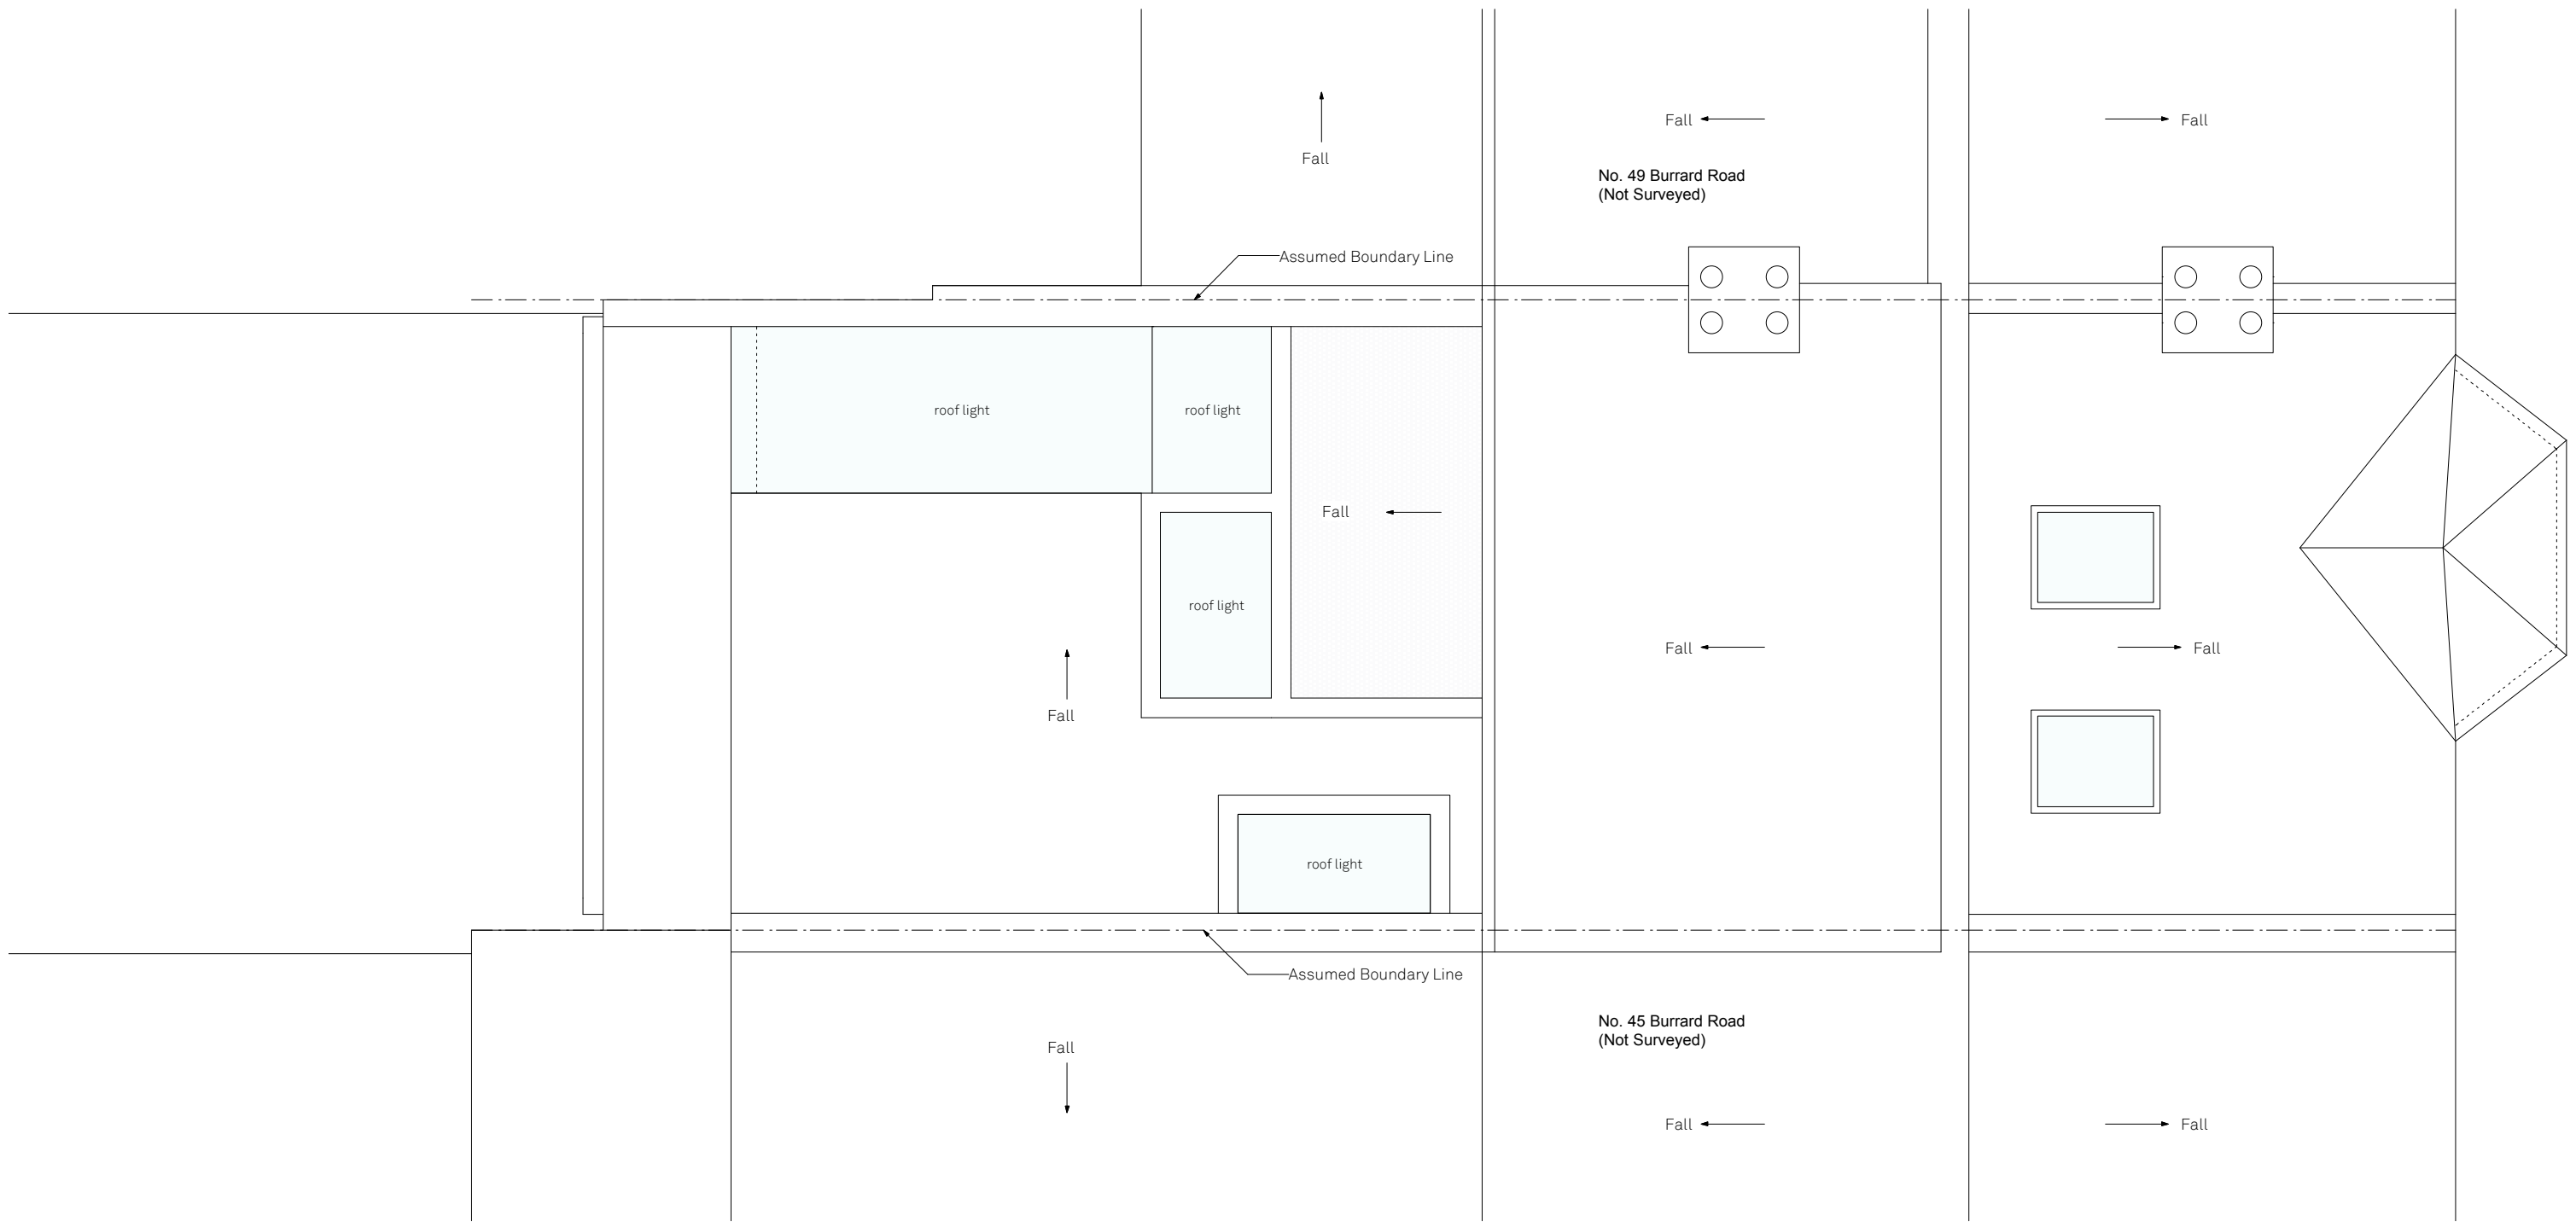 Fall
Fall
Fall
No. 49 Burrard Road
(Not Surveyed)
Assumed Boundary Line
roof light
roof light
Fall
roof light
Fall
Fall
Fall
roof light
Assumed Boundary Line
No. 45 Burrard Road
(Not Surveyed)
Fall
Fall
Fall